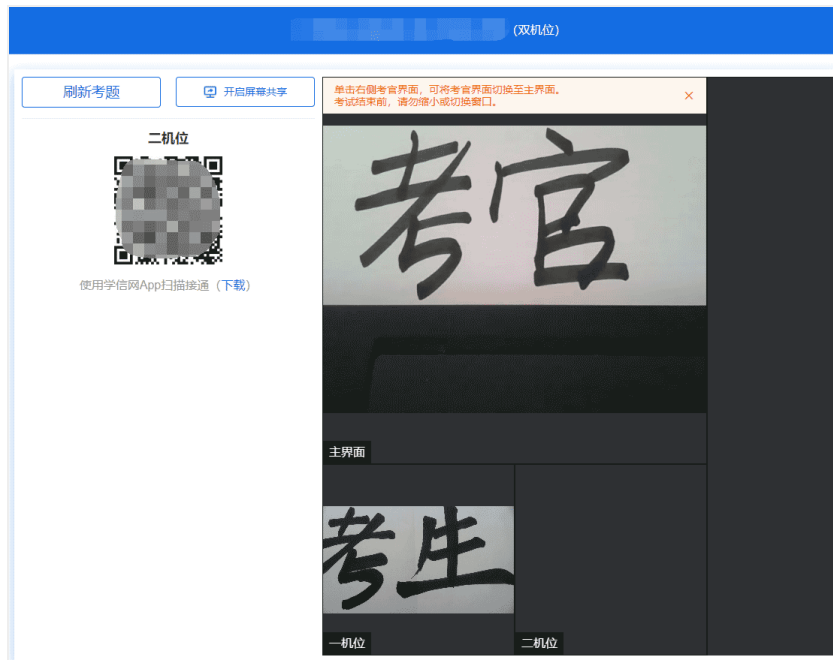 (双机位)
刷新考题
开启屏幕共享
二机位
使用学信网App扫描接通（下载）
单击右侧考官界面，可将考官界面切换至主界面。
考试结束前，请勿缩小或切换窗口。
考官
主界面
考生
一机位
二机位